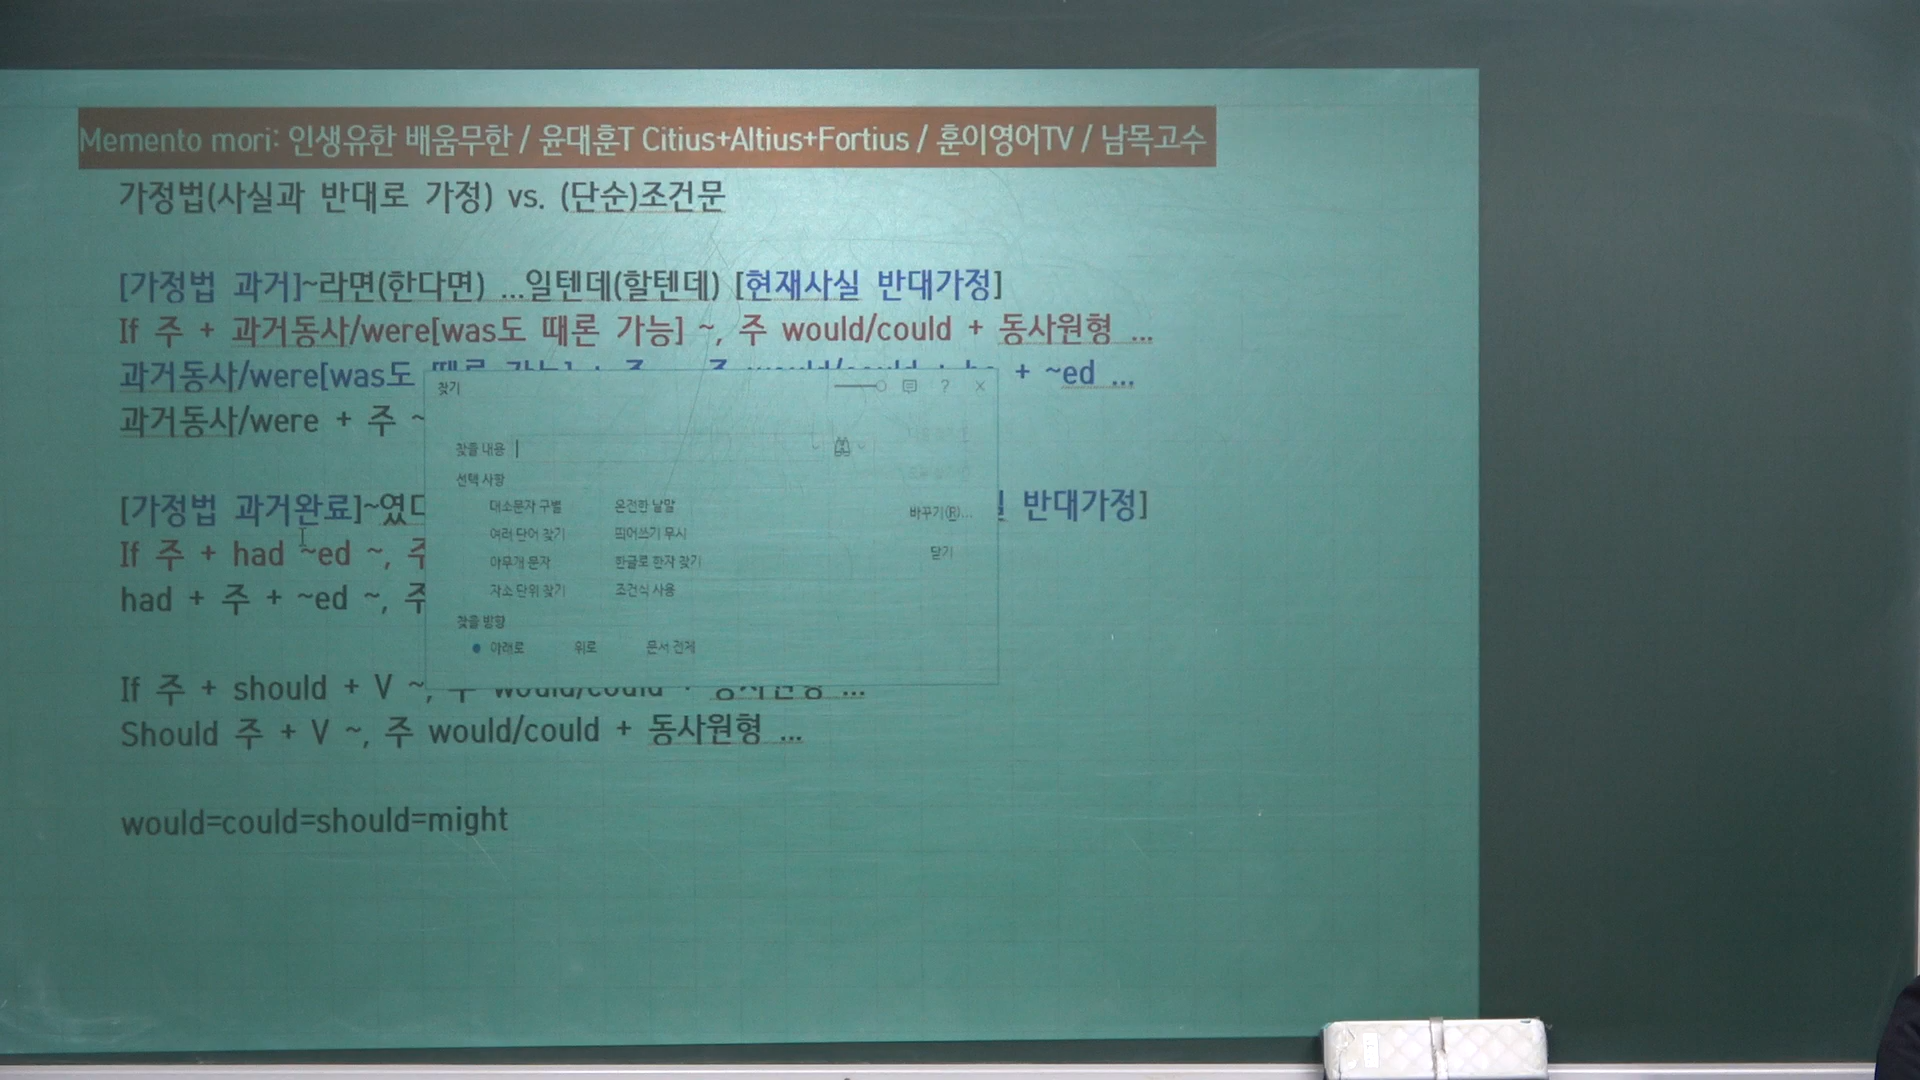 Memento mori: 인생유한 배움무한 / 윤대훈T Citius+Altius+Fortius / 훈이영어TV / 남목고수
가정법(사실과 반대로 가정) vs. (단순)조건문
[가정법 과거]~라면(한다면) ...일텐데(할텐데) [현재사실 반대가정]
If 주 + 과거동사/were[was도 때론 가능] ~, 주 would/could + 동사원형 ...
과거동사/were[was도 + ~ed ...
과거동사/were + 주 ~
[가정법 과거완료]~였 반대가정]
If 주 + had ~ed ~, 주
had + 주 + ~ed ~, 주
찾기
? ×
찾을 내용
선택 사항
대소문자 구별 온전한 낱말
여러 단어 찾기 띄어쓰기 무시
아무개 문자 한글로 한자 찾기
자소 단위 찾기 조건식 사용
찾을 방향
아래로 위로 문서 전체
바꾸기(R)...
닫기
If 주 + should + V ~, 주 would/could + 동사원형 ...
Should 주 + V ~, 주 would/could + 동사원형 ...
would=could=should=might